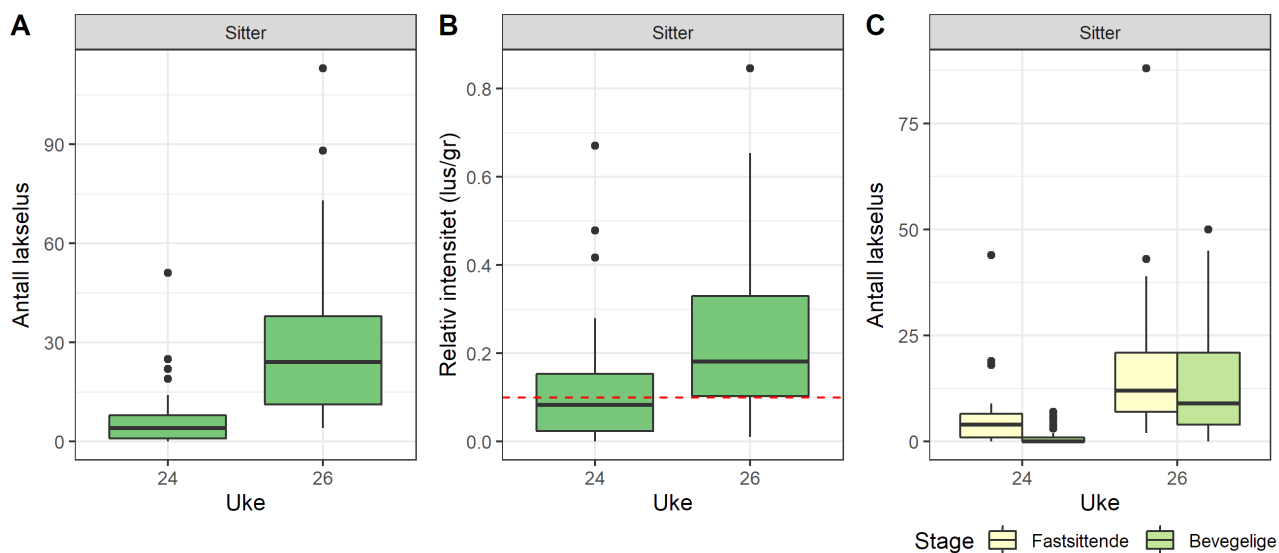 A
Sitter
Antall lakselus
90
60
30
0
24
26
Uke
B
Sitter
Relativ intensitet (lus/gr)
0.8
0.6
0.4
0.2
0.0
24
26
Uke
C
Sitter
Antall lakselus
75
50
25
0
24
26
Uke
Stage Fastsittende Bevegelige